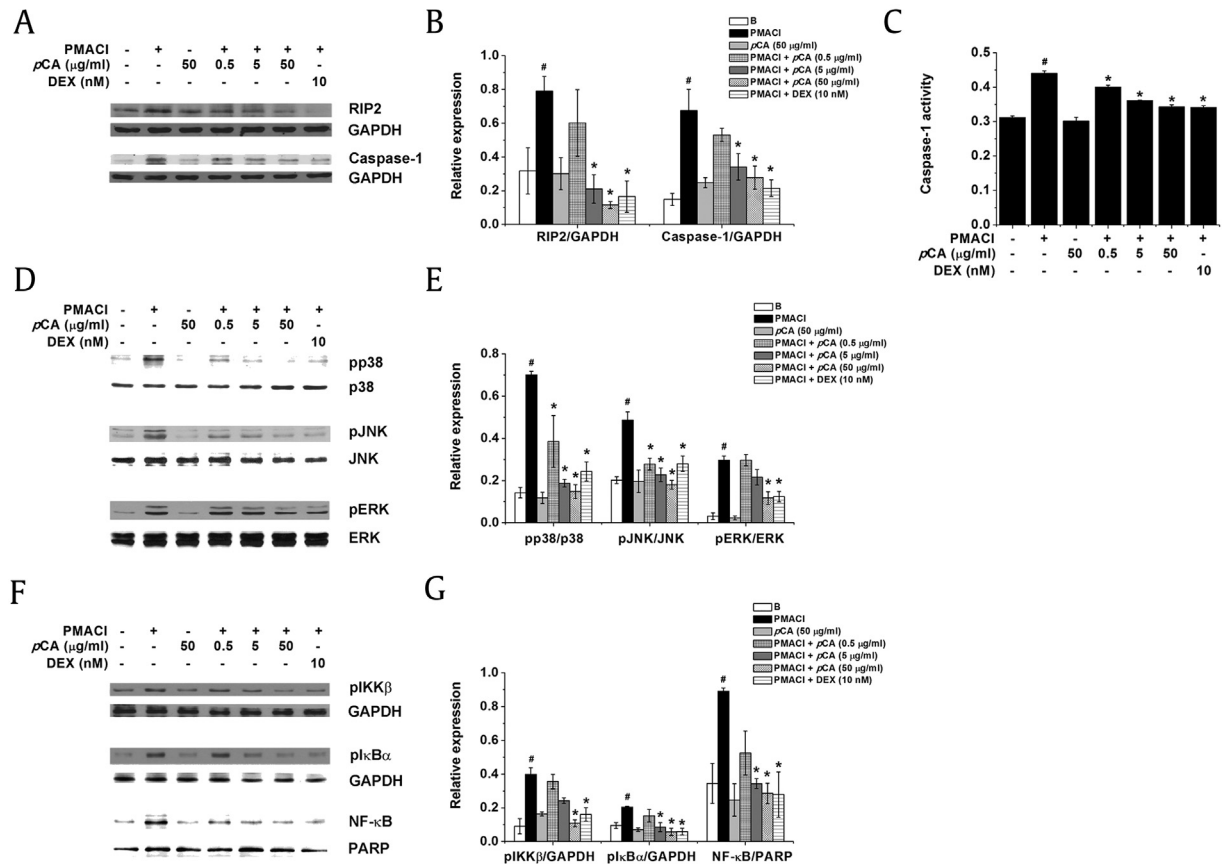 A
PMACI - + - + + + +
pCA (μg/ml) - - 50 0.5 5 50 -
DEX (nM) - - - - - - 10
RIP2
GAPDH
Caspase-1
GAPDH
B
B
PMACI
pCA (50 μg/ml)
PMACI + pCA (0.5 μg/ml)
PMACI + pCA (5 μg/ml)
PMACI + pCA (50 μg/ml)
PMACI + DEX (10 nM)
Relative expression
1.0
0.8
0.6
0.4
0.2
0.0
# * * *
# * * *
RIP2/GAPDH Caspase-1/GAPDH
C
Caspase-1 activity
0.5
0.4
0.3
0.2
0.1
0.0
# * * * *
PMACI - + - + + + +
pCA (μg/ml) - - 50 0.5 5 50 -
DEX (nM) - - - - - - 10
D
PMACI - + - + + + +
pCA (μg/ml) - - 50 0.5 5 50 -
DEX (nM) - - - - - - 10
pp38
p38
pJNK
JNK
pERK
ERK
E
B
PMACI
pCA (50 μg/ml)
PMACI + pCA (0.5 μg/ml)
PMACI + pCA (5 μg/ml)
PMACI + pCA (50 μg/ml)
PMACI + DEX (10 nM)
Relative expression
0.8
0.6
0.4
0.2
0.0
# * * * *
# * * * *
# * *
pp38/p38 pJNK/JNK pERK/ERK
F
PMACI - + - + + + +
pCA (μg/ml) - - 50 0.5 5 50 -
DEX (nM) - - - - - - 10
pIKKβ
GAPDH
pIκBα
GAPDH
NF-κB
PARP
G
B
PMACI
pCA (50 μg/ml)
PMACI + pCA (0.5 μg/ml)
PMACI + pCA (5 μg/ml)
PMACI + pCA (50 μg/ml)
PMACI + DEX (10 nM)
Relative expression
1.0
0.8
0.6
0.4
0.2
0.0
# * *
# * * *
# * * *
pIKKβ/GAPDH pIκBα/GAPDH NF-κB/PARP